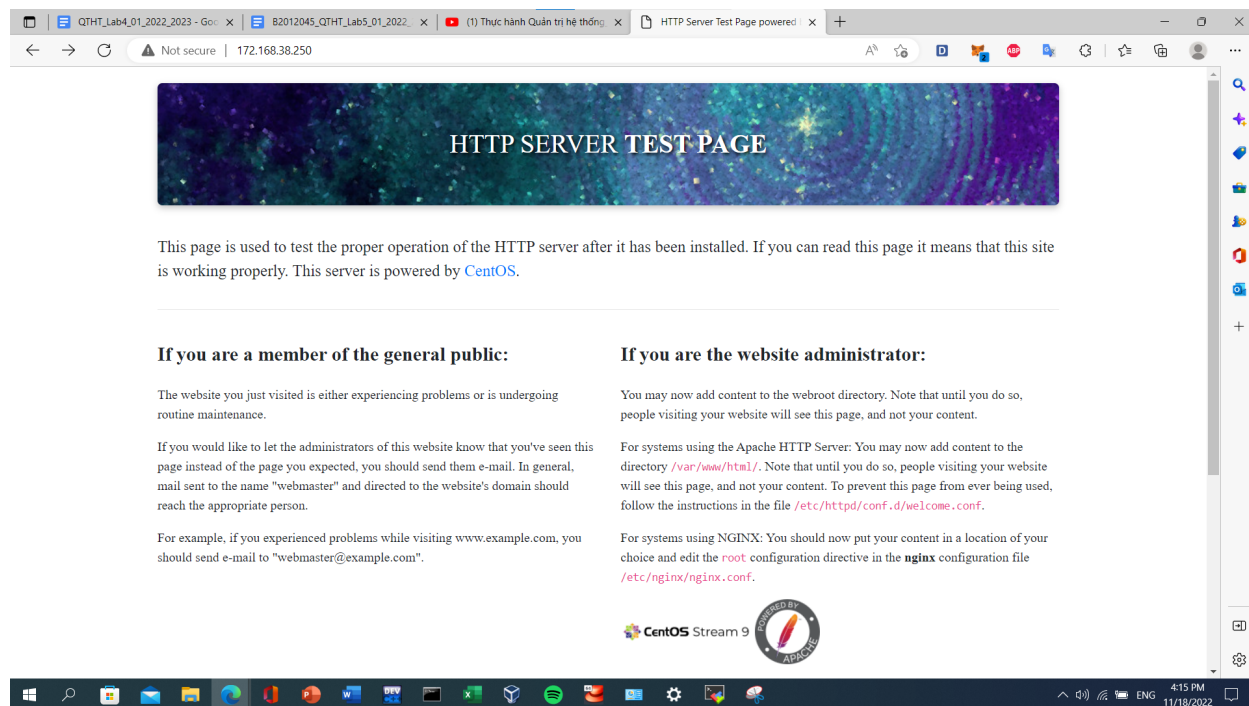 QTHT_Lab4_01_2022_2023 - Goo
B2012045_QTHT_Lab5_01_2022_
(1) Thực hành Quản trị hệ thống
HTTP Server Test Page powered
Not secure
172.168.38.250
HTTP SERVER TEST PAGE
This page is used to test the proper operation of the HTTP server after it has been installed. If you can read this page it means that this site
is working properly. This server is powered by CentOS.
If you are a member of the general public:
The website you just visited is either experiencing problems or is undergoing
routine maintenance.
If you would like to let the administrators of this website know that you've seen this
page instead of the page you expected, you should send them e-mail. In general,
mail sent to the name "webmaster" and directed to the website's domain should
reach the appropriate person.
For example, if you experienced problems while visiting www.example.com, you
should send e-mail to "webmaster@example.com".
If you are the website administrator:
You may now add content to the webroot directory. Note that until you do so,
people visiting your website will see this page, and not your content.
For systems using the Apache HTTP Server: You may now add content to the
directory /var/www/html/. Note that until you do so, people visiting your website
will see this page, and not your content. To prevent this page from ever being used,
follow the instructions in the file /etc/httpd/conf.d/welcome.conf.
For systems using NGINX: You should now put your content in a location of your
choice and edit the root configuration directive in the nginx configuration file
/etc/nginx/nginx.conf.
CentOS Stream 9
POWERED BY
APACHE
ENG
4:15 PM
11/18/2022